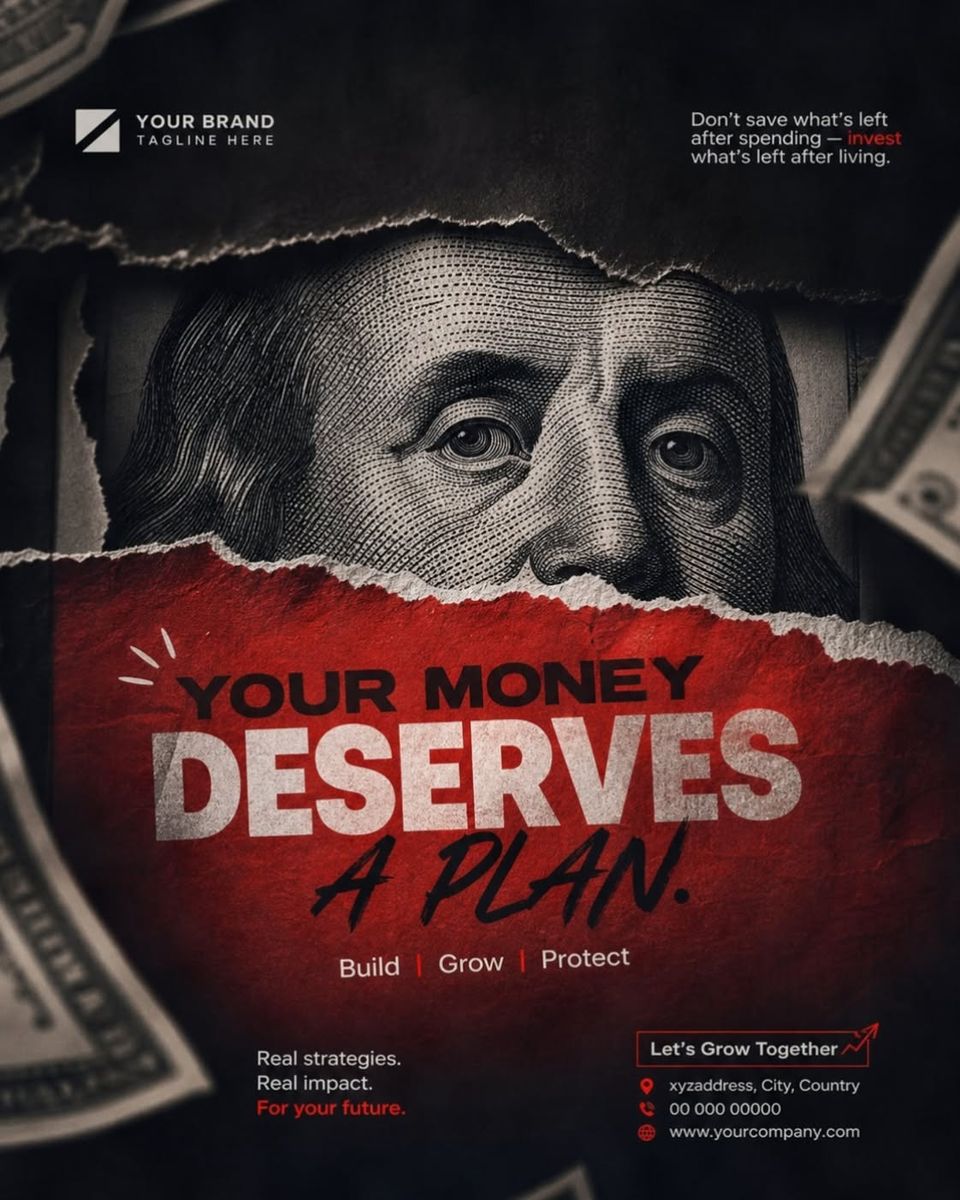 YOUR BRAND
TAGLINE HERE
Don't save what's left
after spending — invest
what's left after living.
YOUR MONEY
DESERVES
A PLAN.
Build | Grow | Protect
Real strategies.
Real impact.
For your future.
Let's Grow Together
xyzaddress, City, Country
00 000 00000
www.yourcompany.com